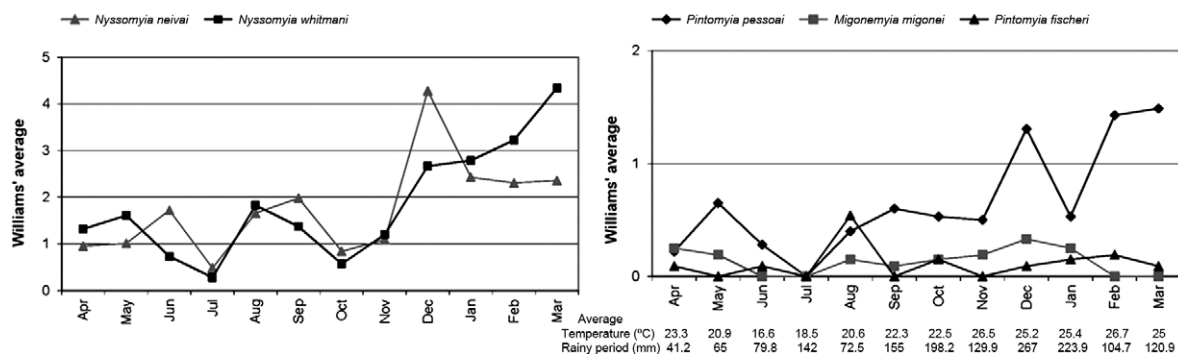 Nyssomyia neivai Nyssomyia whitmani
Williams' average
5
4
3
2
1
0
Apr May Jun Jul Aug Sep Oct Nov Dec Jan Feb Mar
Pintomyia pessoai Migonemyia migonei Pintomyia fischeri
Williams' average
2
1
0
Apr May Jun Jul Aug Sep Oct Nov Dec Jan Feb Mar
Average
Temperature (ºC) 23.3 20.9 16.6 18.5 20.6 22.3 22.5 26.5 25.2 25.4 26.7 25
Rainy period (mm) 41.2 65 79.8 142 72.5 155 198.2 129.9 267 223.9 104.7 120.9